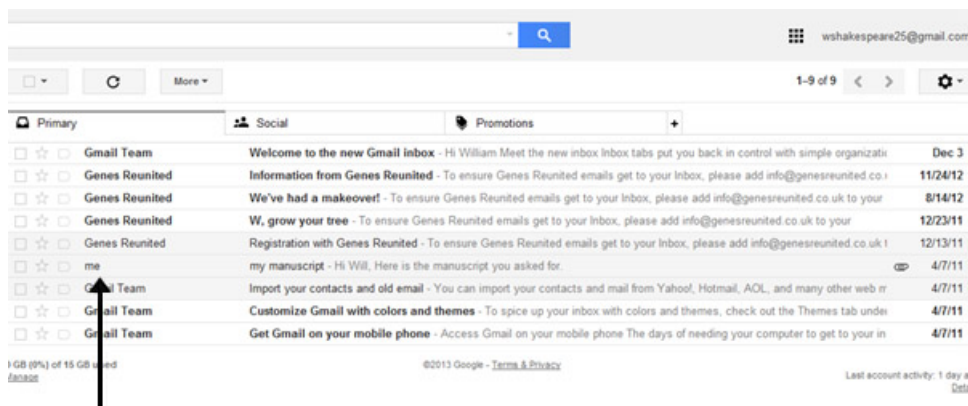 wshakespeare25@gmail.com
More
1–9 of 9
Primary Social Promotions +
Gmail Team Welcome to the new Gmail inbox - Hi William Meet the new inbox Inbox tabs put you back in control with simple Dec 3
Genes Reunited Information from Genes Reunited - To ensure Genes Reunited emails get to your Inbox, please add info@genesreunited.co. 11/24/12
Genes Reunited We've had a makeover! - To ensure Genes Reunited emails get to your Inbox, please add info@genesreunited.co.uk to your 8/14/12
Genes Reunited W, grow your tree - To ensure Genes Reunited emails get to your Inbox, please add info@genesreunited.co.uk to your 12/23/11
Genes Reunited Registration with Genes Reunited - To ensure Genes Reunited emails get to your Inbox, please add info@genesreunited.co.uk 12/13/11
me my manuscript - Hi Will, Here is the manuscript you asked for. 4/7/11
Team Import your contacts and old email - You can import your contacts and mail from Yahoo!, Hotmail, AOL, and many other web 4/7/11
Team Customize Gmail with colors and themes - To spice up your inbox with colors and themes, check out the Themes tab 4/7/11
Team Get Gmail on your mobile phone - Access Gmail on your mobile phone The days of needing your computer to get to your in 4/7/11
GB (0%) of 15 GB used ©2013 Google - Terms & Privacy
Manage Last account activity: 1 day